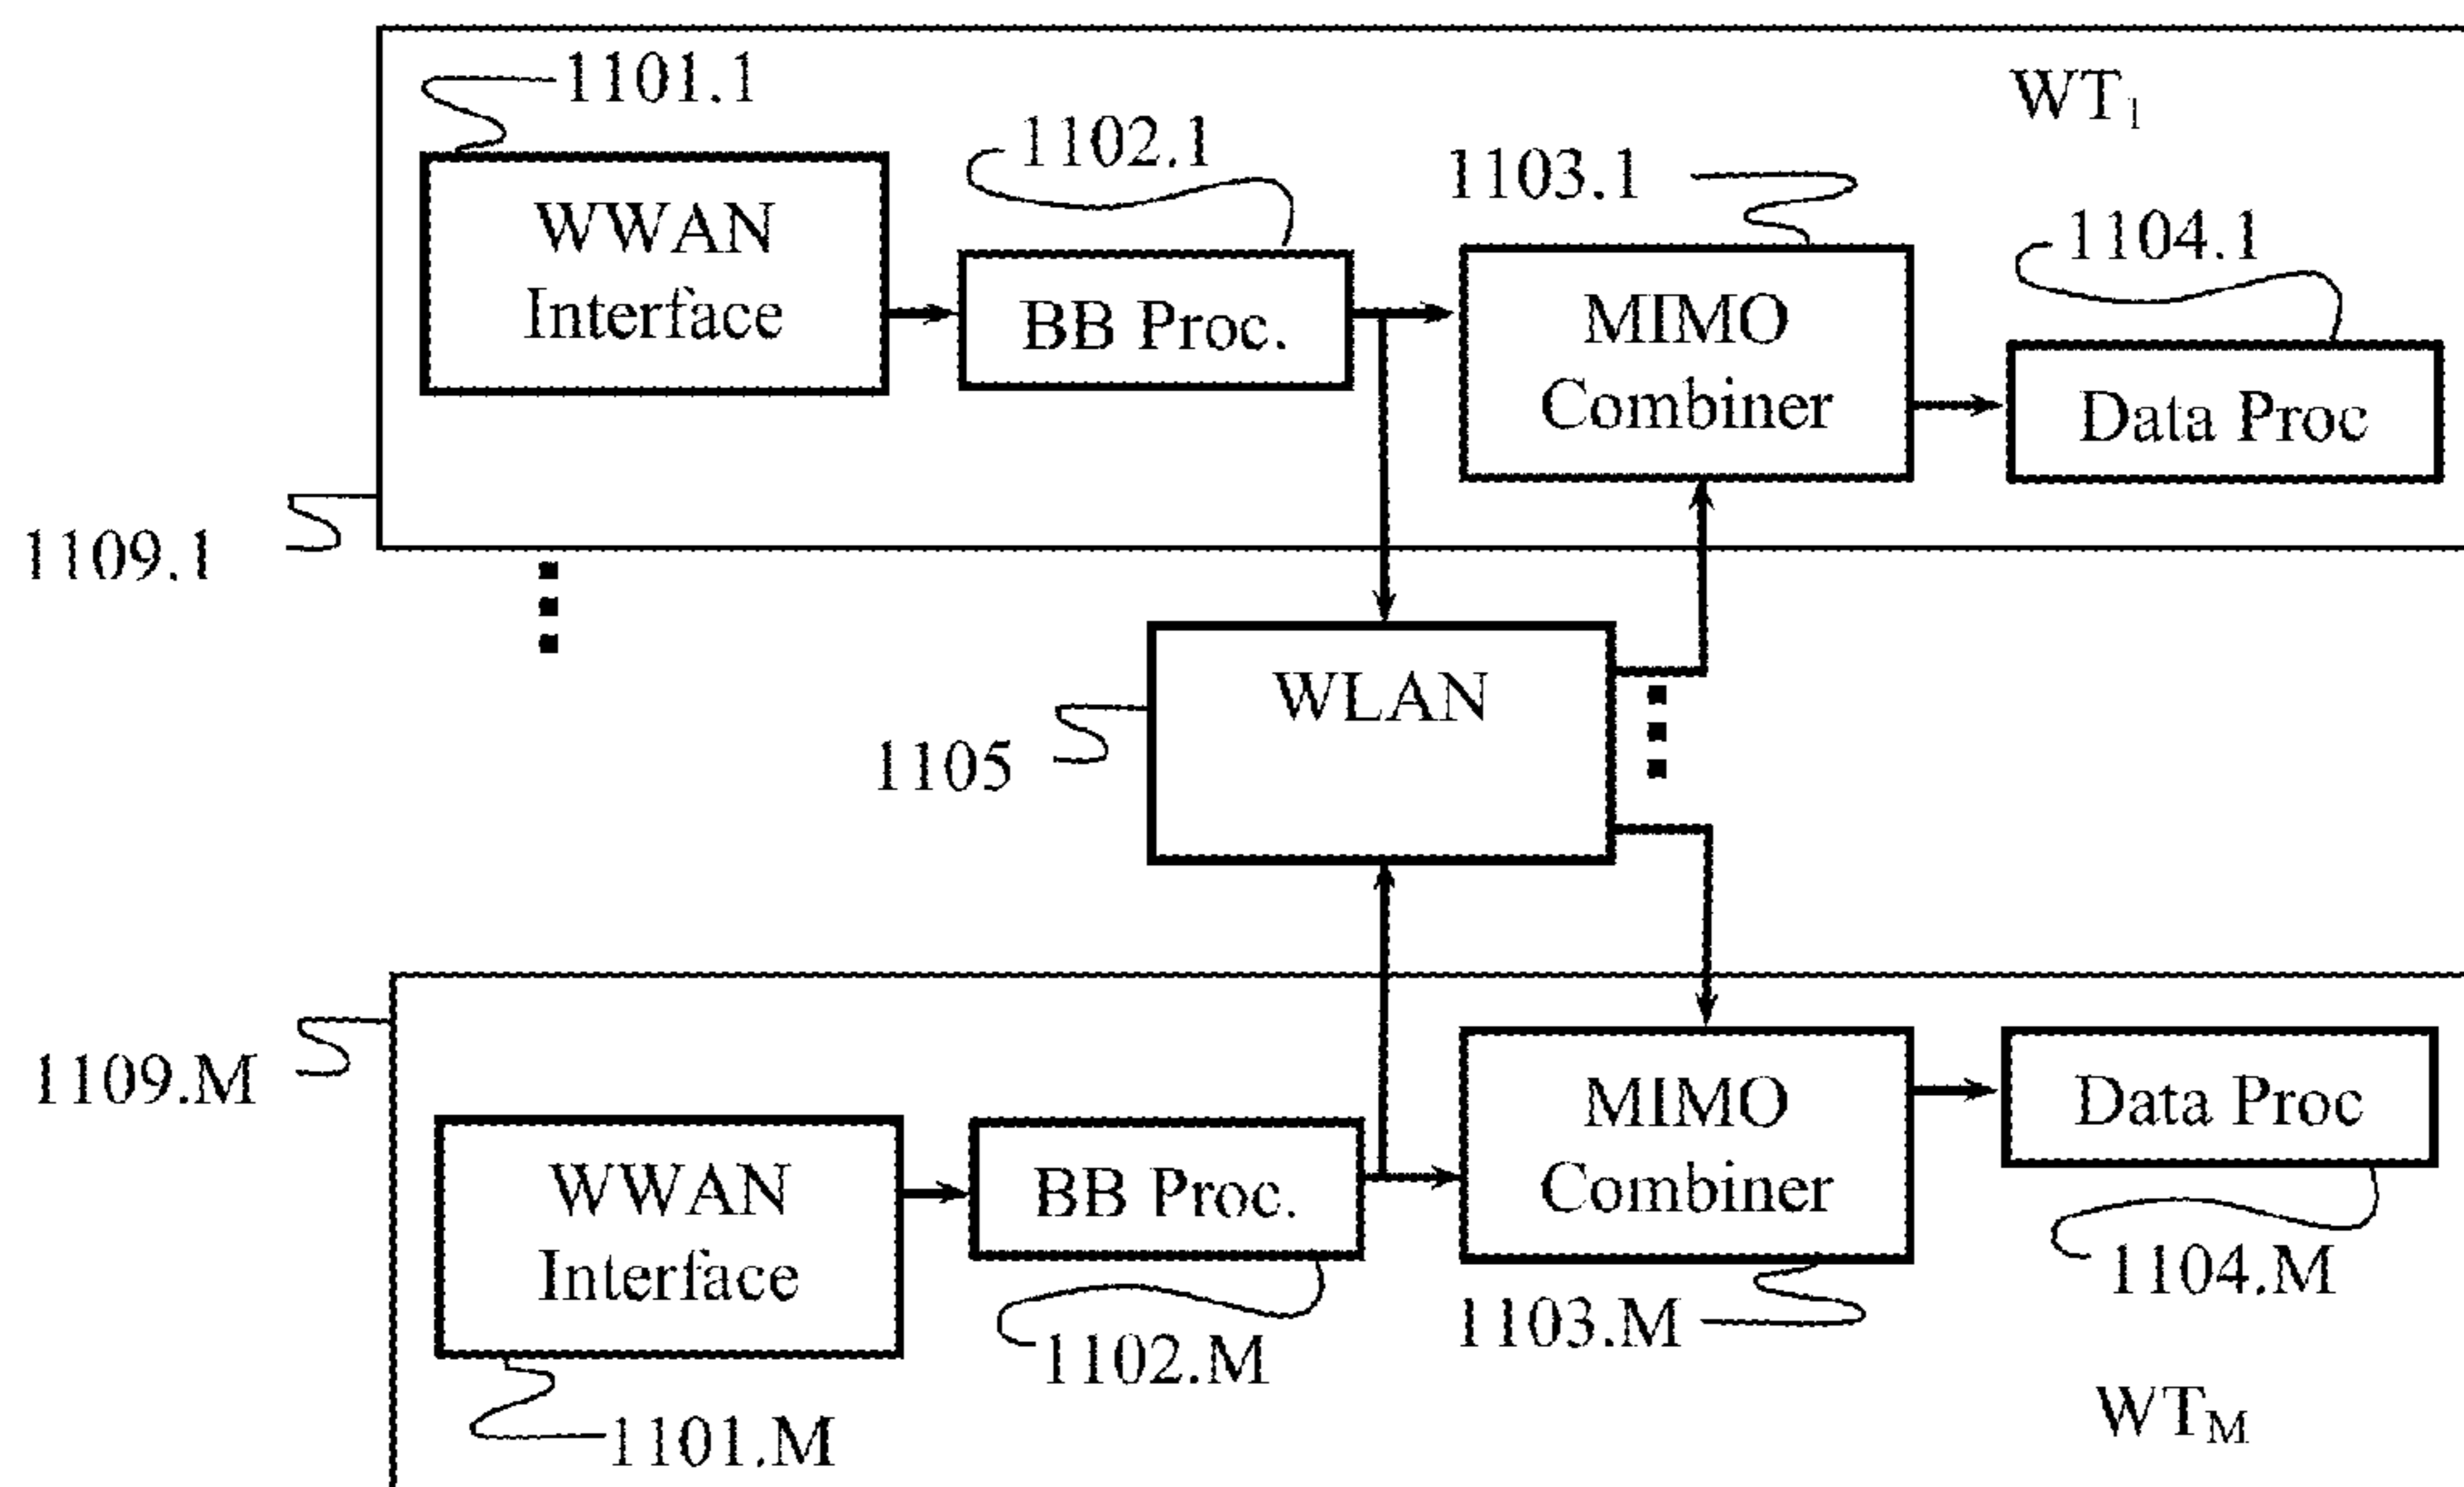 1101.1
WT1
1102.1
1103.1
1104.1
WWAN
Interface
BB Proc.
MIMO
Combiner
Data Proc
1109.1
WLAN
1105
1109.M
WWAN
Interface
BB Proc.
MIMO
Combiner
Data Proc
1104.M
1103.M
1102.M
1101.M
WTM